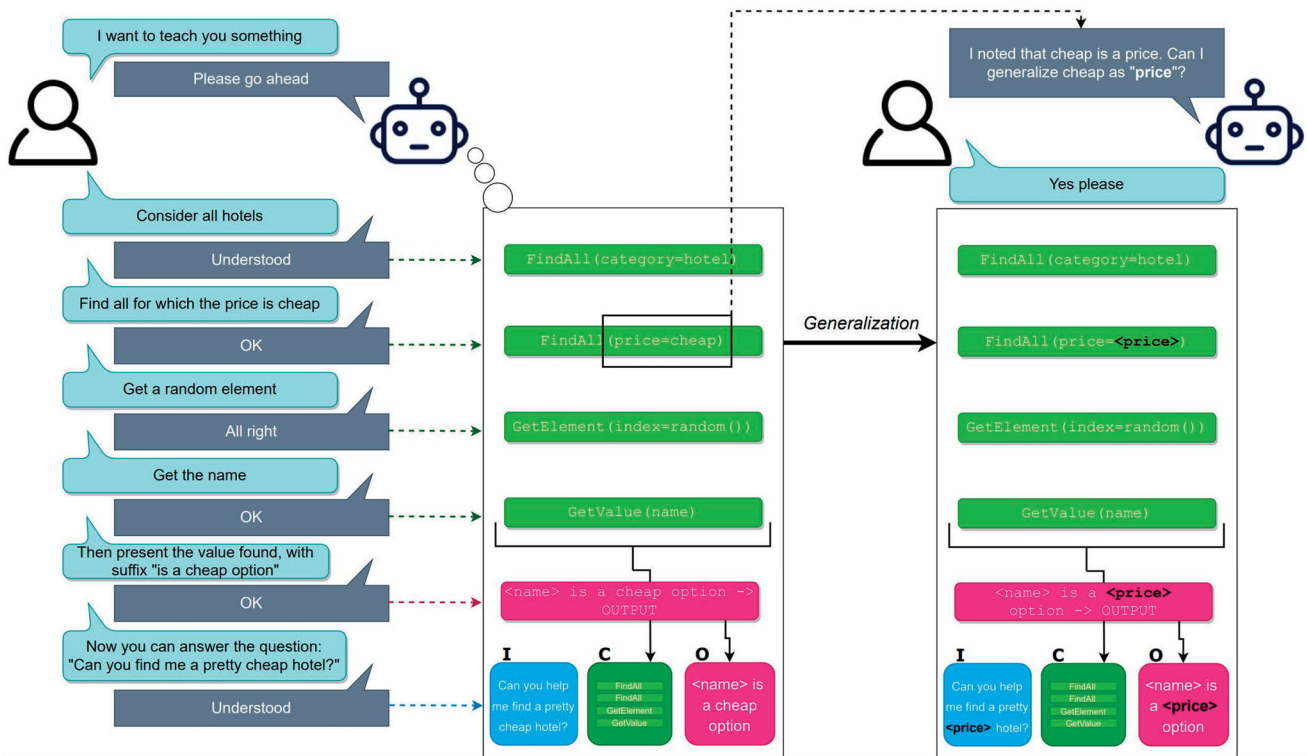 I want to teach you something
Please go ahead
Consider all hotels
Understood
Find all for which the price is cheap
OK
Get a random element
All right
Get the name
OK
Then present the value found, with
suffix "is a cheap option"
OK
Now you can answer the question:
"Can you find me a pretty cheap hotel?"
Understood
FindAll(category=hotel)
FindAll(price=cheap)
GetElement(index=random())
GetValue(name)
<name> is a cheap option ->
OUTPUT
I
Can you help
me find a pretty
cheap hotel?
C
FindAll
FindAll
GetElement
GetValue
O
<name> is
a cheap
option
Generalization
I noted that cheap is a price. Can I
generalize cheap as "price"?
Yes please
FindAll(category=hotel)
FindAll(price=<price>)
GetElement(index=random())
GetValue(name)
<name> is a <price>
option -> OUTPUT
I
Can you help
me find a pretty
<price> hotel?
C
FindAll
FindAll
GetElement
GetValue
O
<name> is
a <price>
option